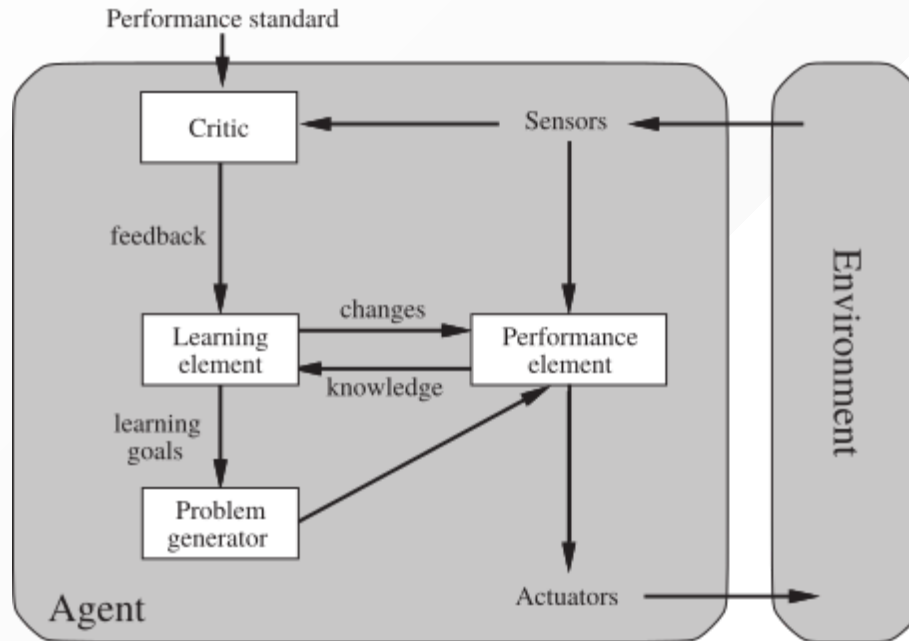 Performance standard
Critic
Sensors
feedback
changes
Learning
element
Performance
element
knowledge
learning
goals
Problem
generator
Agent
Actuators
Environment